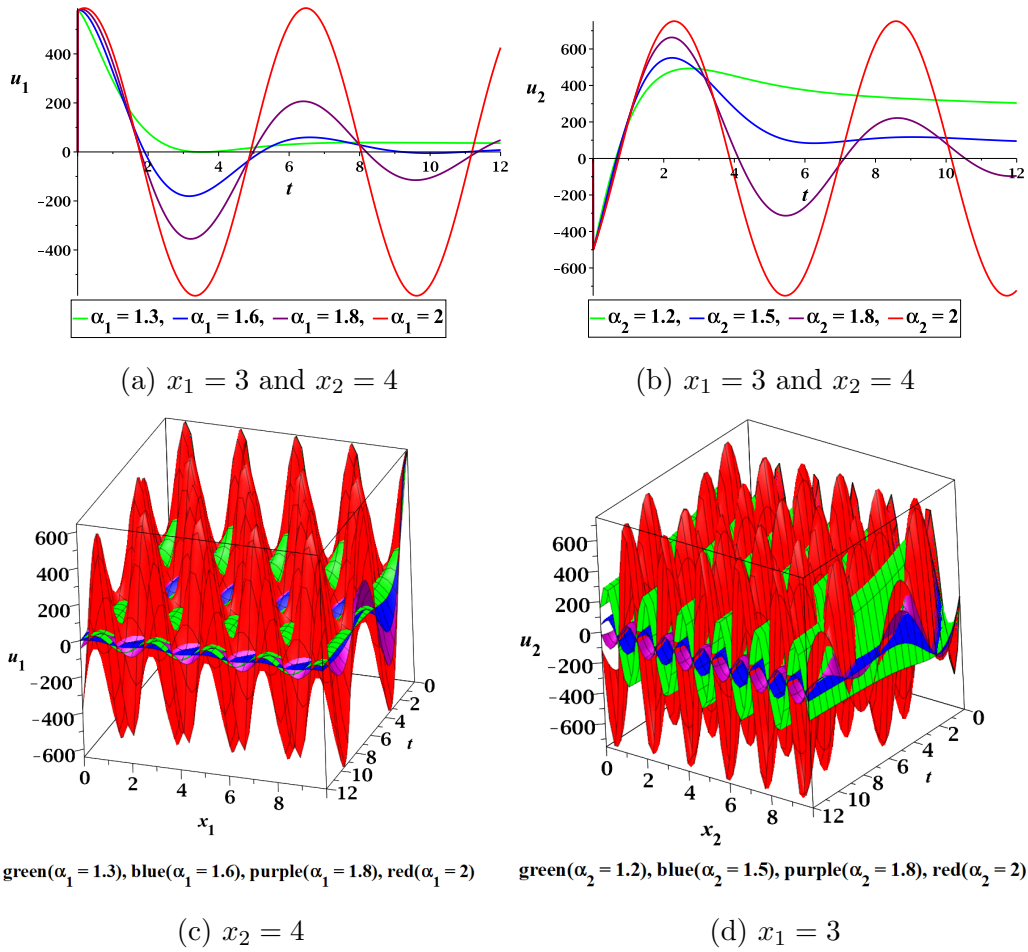 u₁
400
200
0
-200
-400
2 4 6 8 10 12
t
α₁ = 1.3, α₁ = 1.6, α₁ = 1.8, α₁ = 2
(a) x₁ = 3 and x₂ = 4
u₂
600
400
200
0
-200
-400
-600
2 4 6 8 10 12
t
α₂ = 1.2, α₂ = 1.5, α₂ = 1.8, α₂ = 2
(b) x₁ = 3 and x₂ = 4
u₁
600
400
200
0
-200
-400
-600
0 2 4 6 8
x₁
0 2 4 6 8 10 12
t
green(α₁ = 1.3), blue(α₁ = 1.6), purple(α₁ = 1.8), red(α₁ = 2)
(c) x₂ = 4
u₂
600
400
200
0
-200
-400
-600
0 2 4 6 8
x₂
0 2 4 6 8 10 12
t
green(α₂ = 1.2), blue(α₂ = 1.5), purple(α₂ = 1.8), red(α₂ = 2)
(d) x₁ = 3